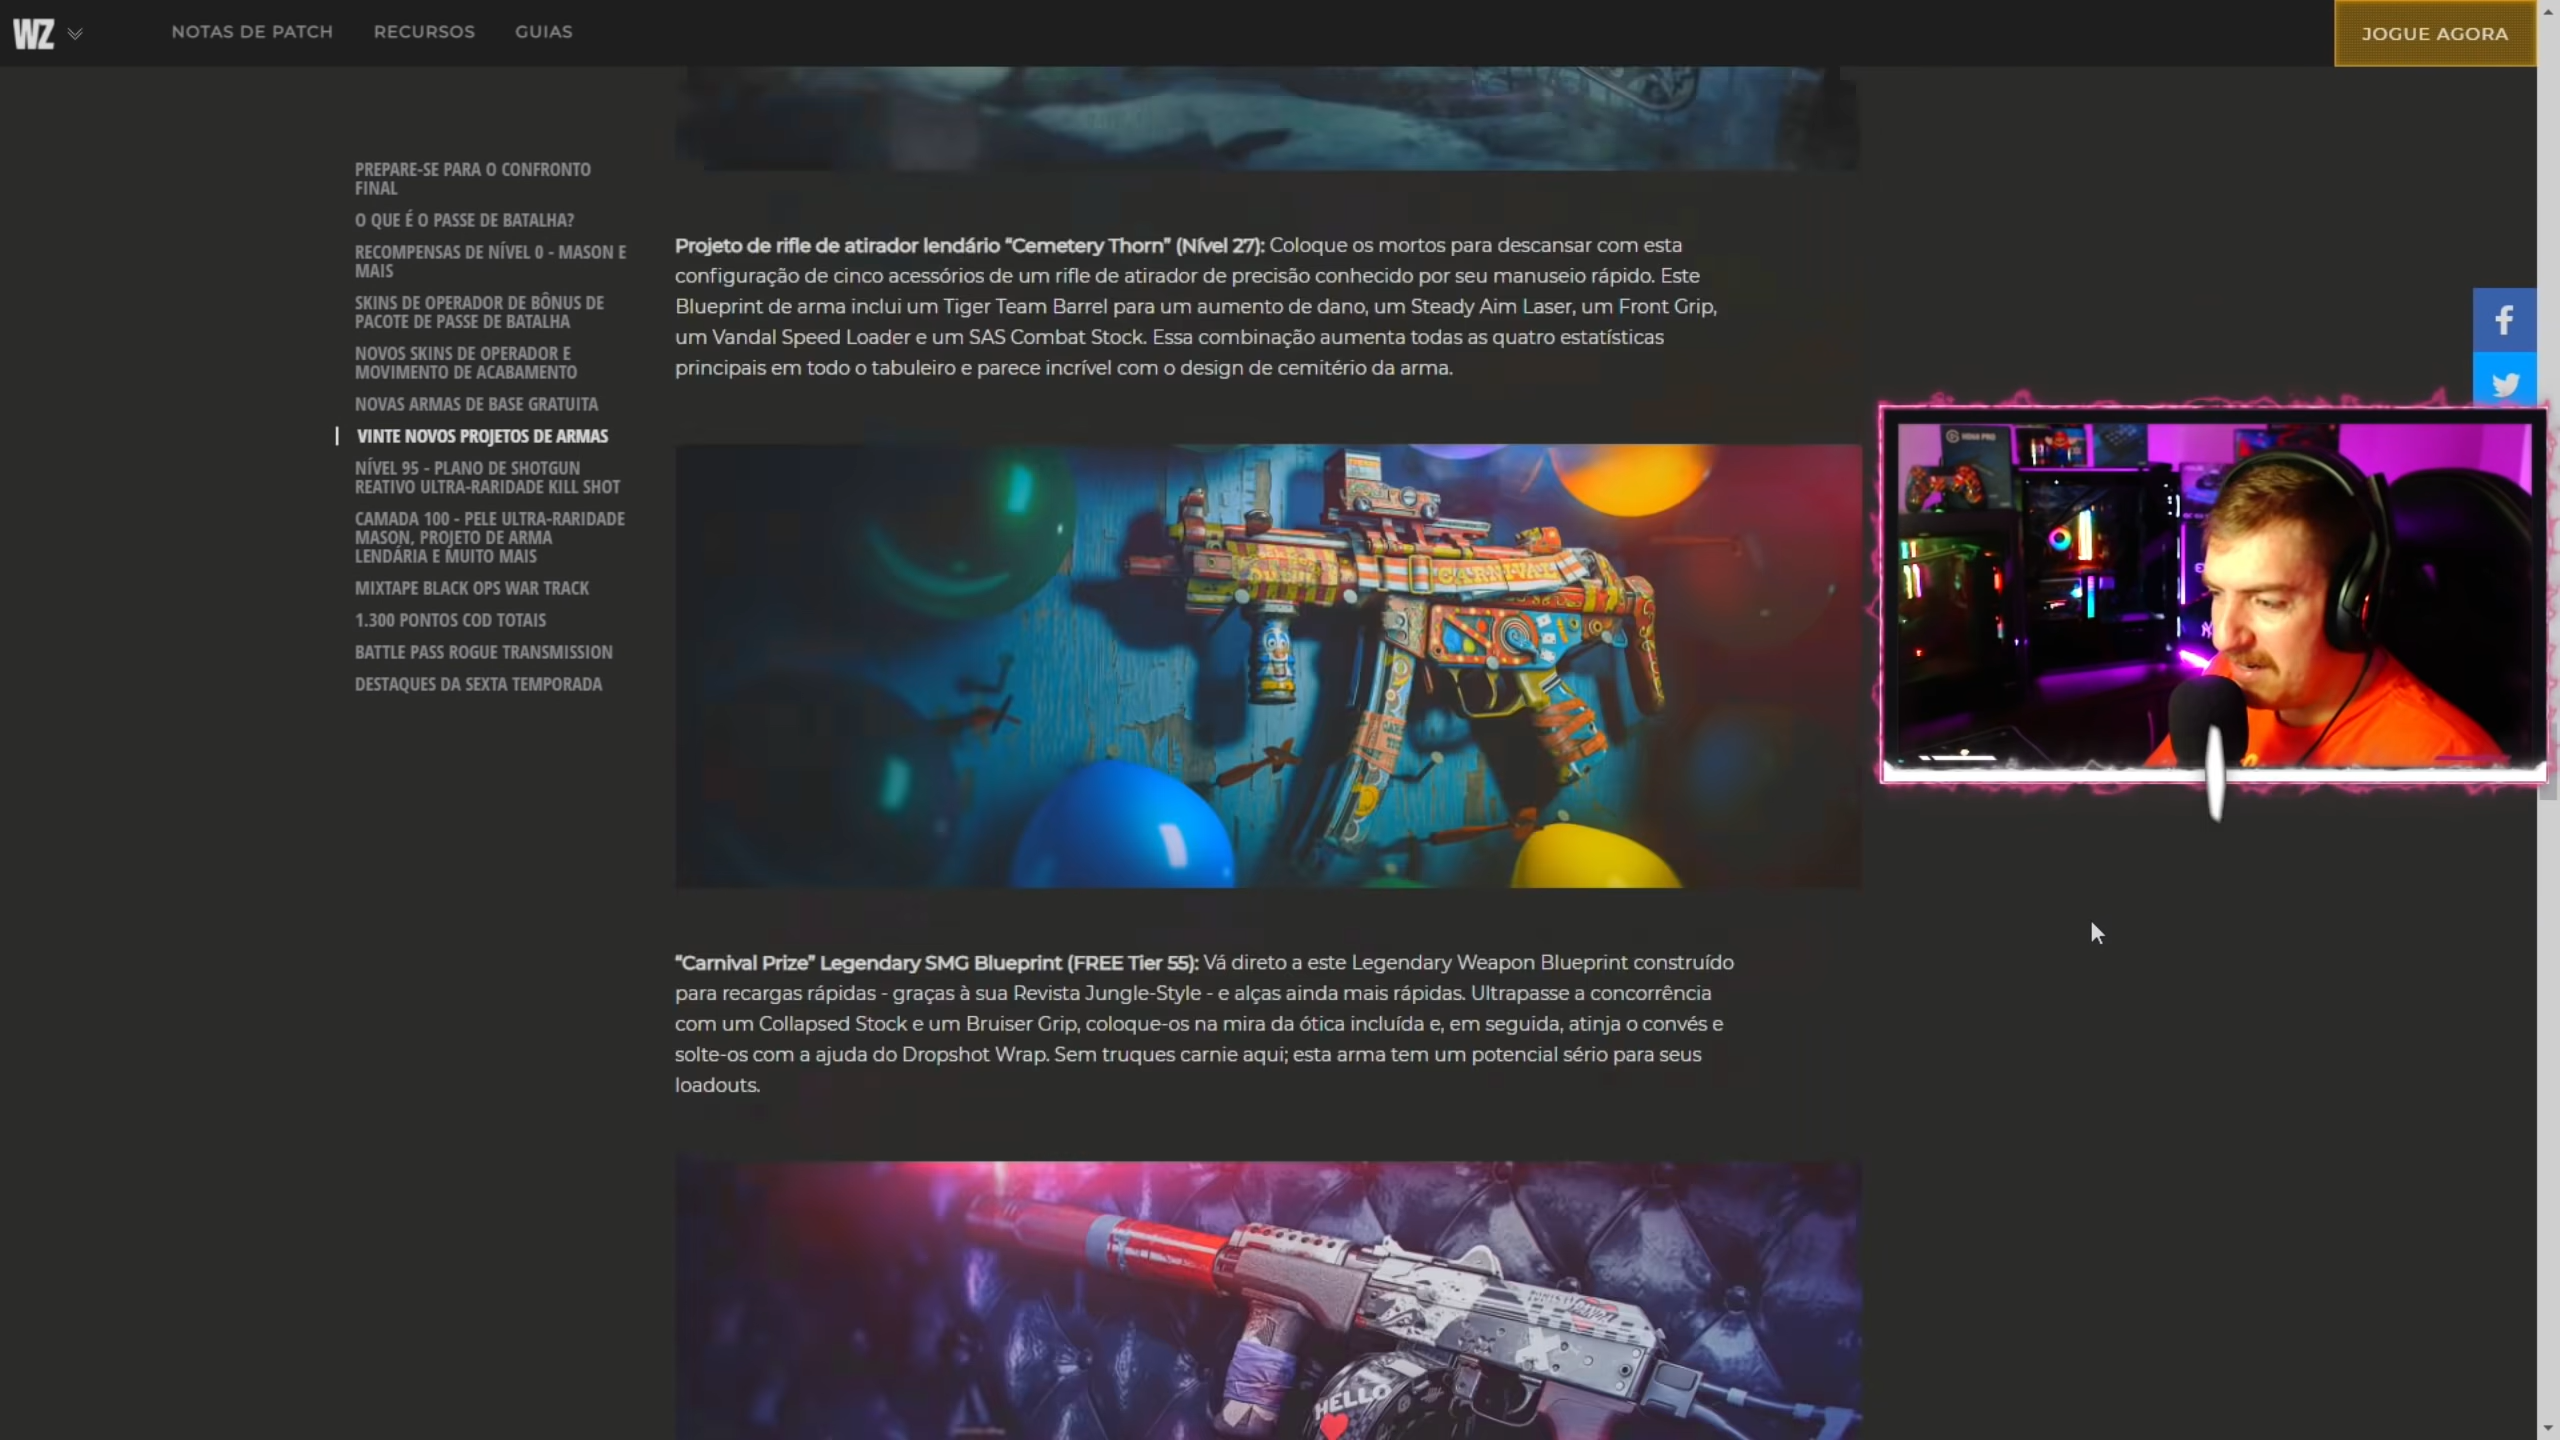 WZ
NOTAS DE PATCH
RECURSOS
GUIAS
JOGUE AGORA
PREPARE-SE PARA O CONFRONTO
FINAL
O QUE É O PASSE DE BATALHA?
RECOMPENSAS DE NÍVEL 0 - MASON E
MAIS
SKINS DE OPERADOR DE BÔNUS DE
PACOTE DE PASSE DE BATALHA
NOVOS SKINS DE OPERADOR E
MOVIMENTO DE ACABAMENTO
NOVAS ARMAS DE BASE GRATUITA
VINTE NOVOS PROJETOS DE ARMAS
NÍVEL 95 - PLANO DE SHOTGUN
REATIVO ULTRA-RARIDADE KILL SHOT
CAMADA 100 - PELE ULTRA-RARIDADE
MASON, PROJETO DE ARMA
LENDÁRIA E MUITO MAIS
MIXTAPE BLACK OPS WAR TRACK
1.300 PONTOS COD TOTAIS
BATTLE PASS ROGUE TRANSMISSION
DESTAQUES DA SEXTA TEMPORADA
Projeto de rifle de atirador lendário “Cemetery Thorn” (Nível 27): Coloque os mortos para descansar com esta
configuração de cinco acessórios de um rifle de atirador de precisão conhecido por seu manuseio rápido. Este
Blueprint de arma inclui um Tiger Team Barrel para um aumento de dano, um Steady Aim Laser, um Front Grip,
um Vandal Speed Loader e um SAS Combat Stock. Essa combinação aumenta todas as quatro estatísticas
principais em todo o tabuleiro e parece incrível com o design de cemitério da arma.
CARNIVAL
“Carnival Prize” Legendary SMG Blueprint (FREE Tier 55): Vá direto a este Legendary Weapon Blueprint construído
para recargas rápidas - graças à sua Revista Jungle-Style - e alças ainda mais rápidas. Ultrapasse a concorrência
com um Collapsed Stock e um Bruiser Grip, coloque-os na mira da ótica incluída e, em seguida, atinja o convés e
solte-os com a ajuda do Dropshot Wrap. Sem truques carnie aqui; esta arma tem um potencial sério para seus
loadouts.
HELLO